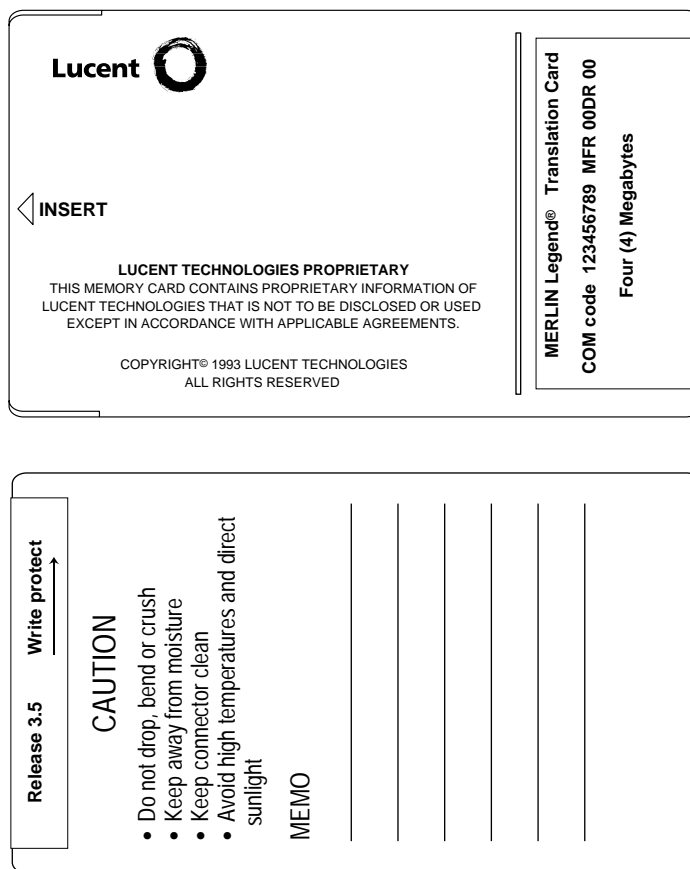 Lucent
INSERT
LUCENT TECHNOLOGIES PROPRIETARY
THIS MEMORY CARD CONTAINS PROPRIETARY INFORMATION OF
LUCENT TECHNOLOGIES THAT IS NOT TO BE DISCLOSED OR USED
EXCEPT IN ACCORDANCE WITH APPLICABLE AGREEMENTS.
COPYRIGHT© 1993 LUCENT TECHNOLOGIES
ALL RIGHTS RESERVED
MERLIN Legend® Translation Card
COM code 123456789 MFR 00DR 00
Four (4) Megabytes
Release 3.5 Write protect
CAUTION
• Do not drop, bend or crush
• Keep away from moisture
• Keep connector clean
• Avoid high temperatures and direct
sunlight
MEMO